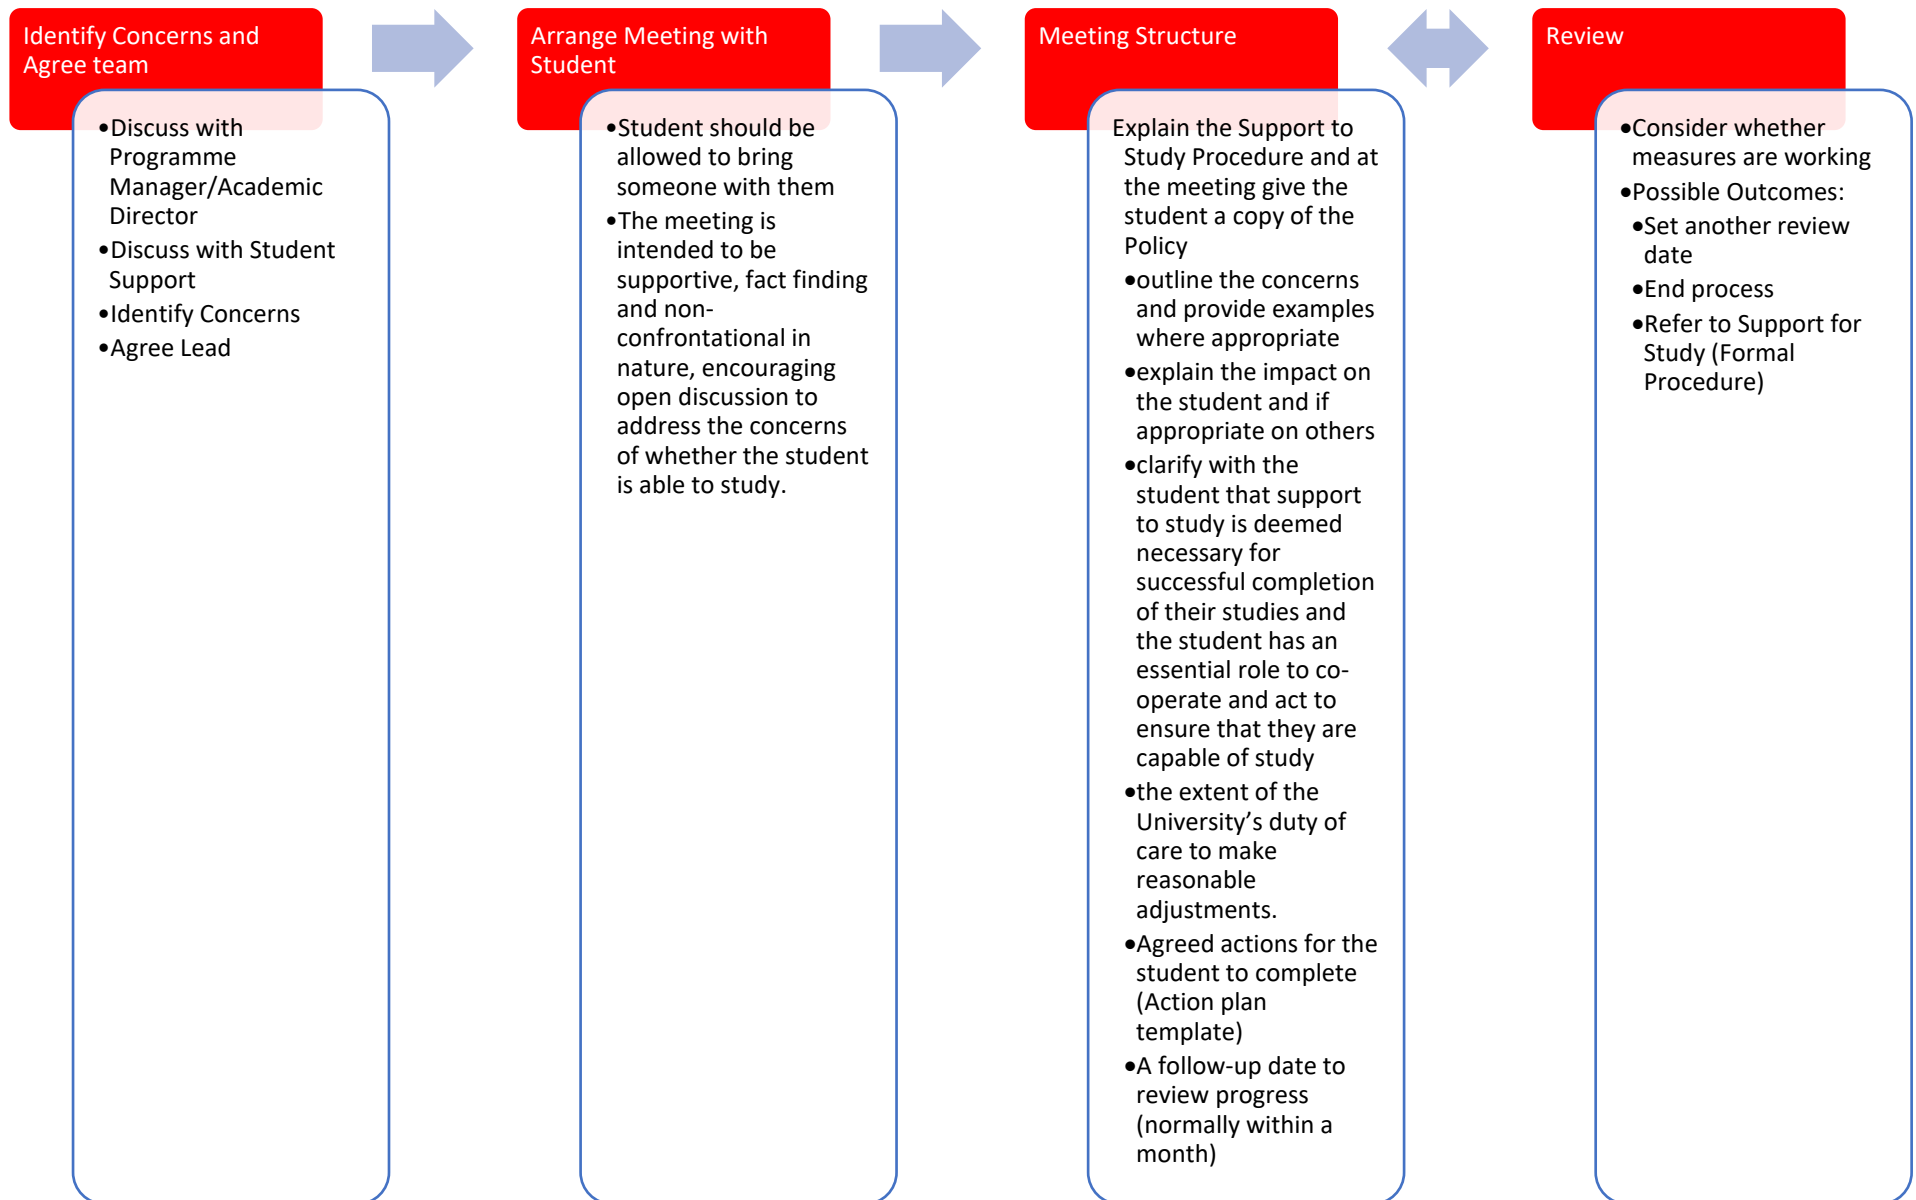 Identify Concerns and
Agree team
•Discuss with
Programme
Manager/Academic
Director
•Discuss with Student
Support
•Identify Concerns
•Agree Lead
Arrange Meeting with
Student
•Student should be
allowed to bring
someone with them
•The meeting is
intended to be
supportive, fact finding
and non-
confrontational in
nature, encouraging
open discussion to
address the concerns
of whether the student
is able to study.
Meeting Structure
Explain the Support to
Study Procedure and at
the meeting give the
student a copy of the
Policy
•outline the concerns
and provide examples
where appropriate
•explain the impact on
the student and if
appropriate on others
•clarify with the
student that support
to study is deemed
necessary for
successful completion
of their studies and
the student has an
essential role to co-
operate and act to
ensure that they are
capable of study
•the extent of the
University’s duty of
care to make
reasonable
adjustments.
•Agreed actions for the
student to complete
(Action plan
template)
•A follow-up date to
review progress
(normally within a
month)
Review
•Consider whether
measures are working
•Possible Outcomes:
•Set another review
date
•End process
•Refer to Support for
Study (Formal
Procedure)